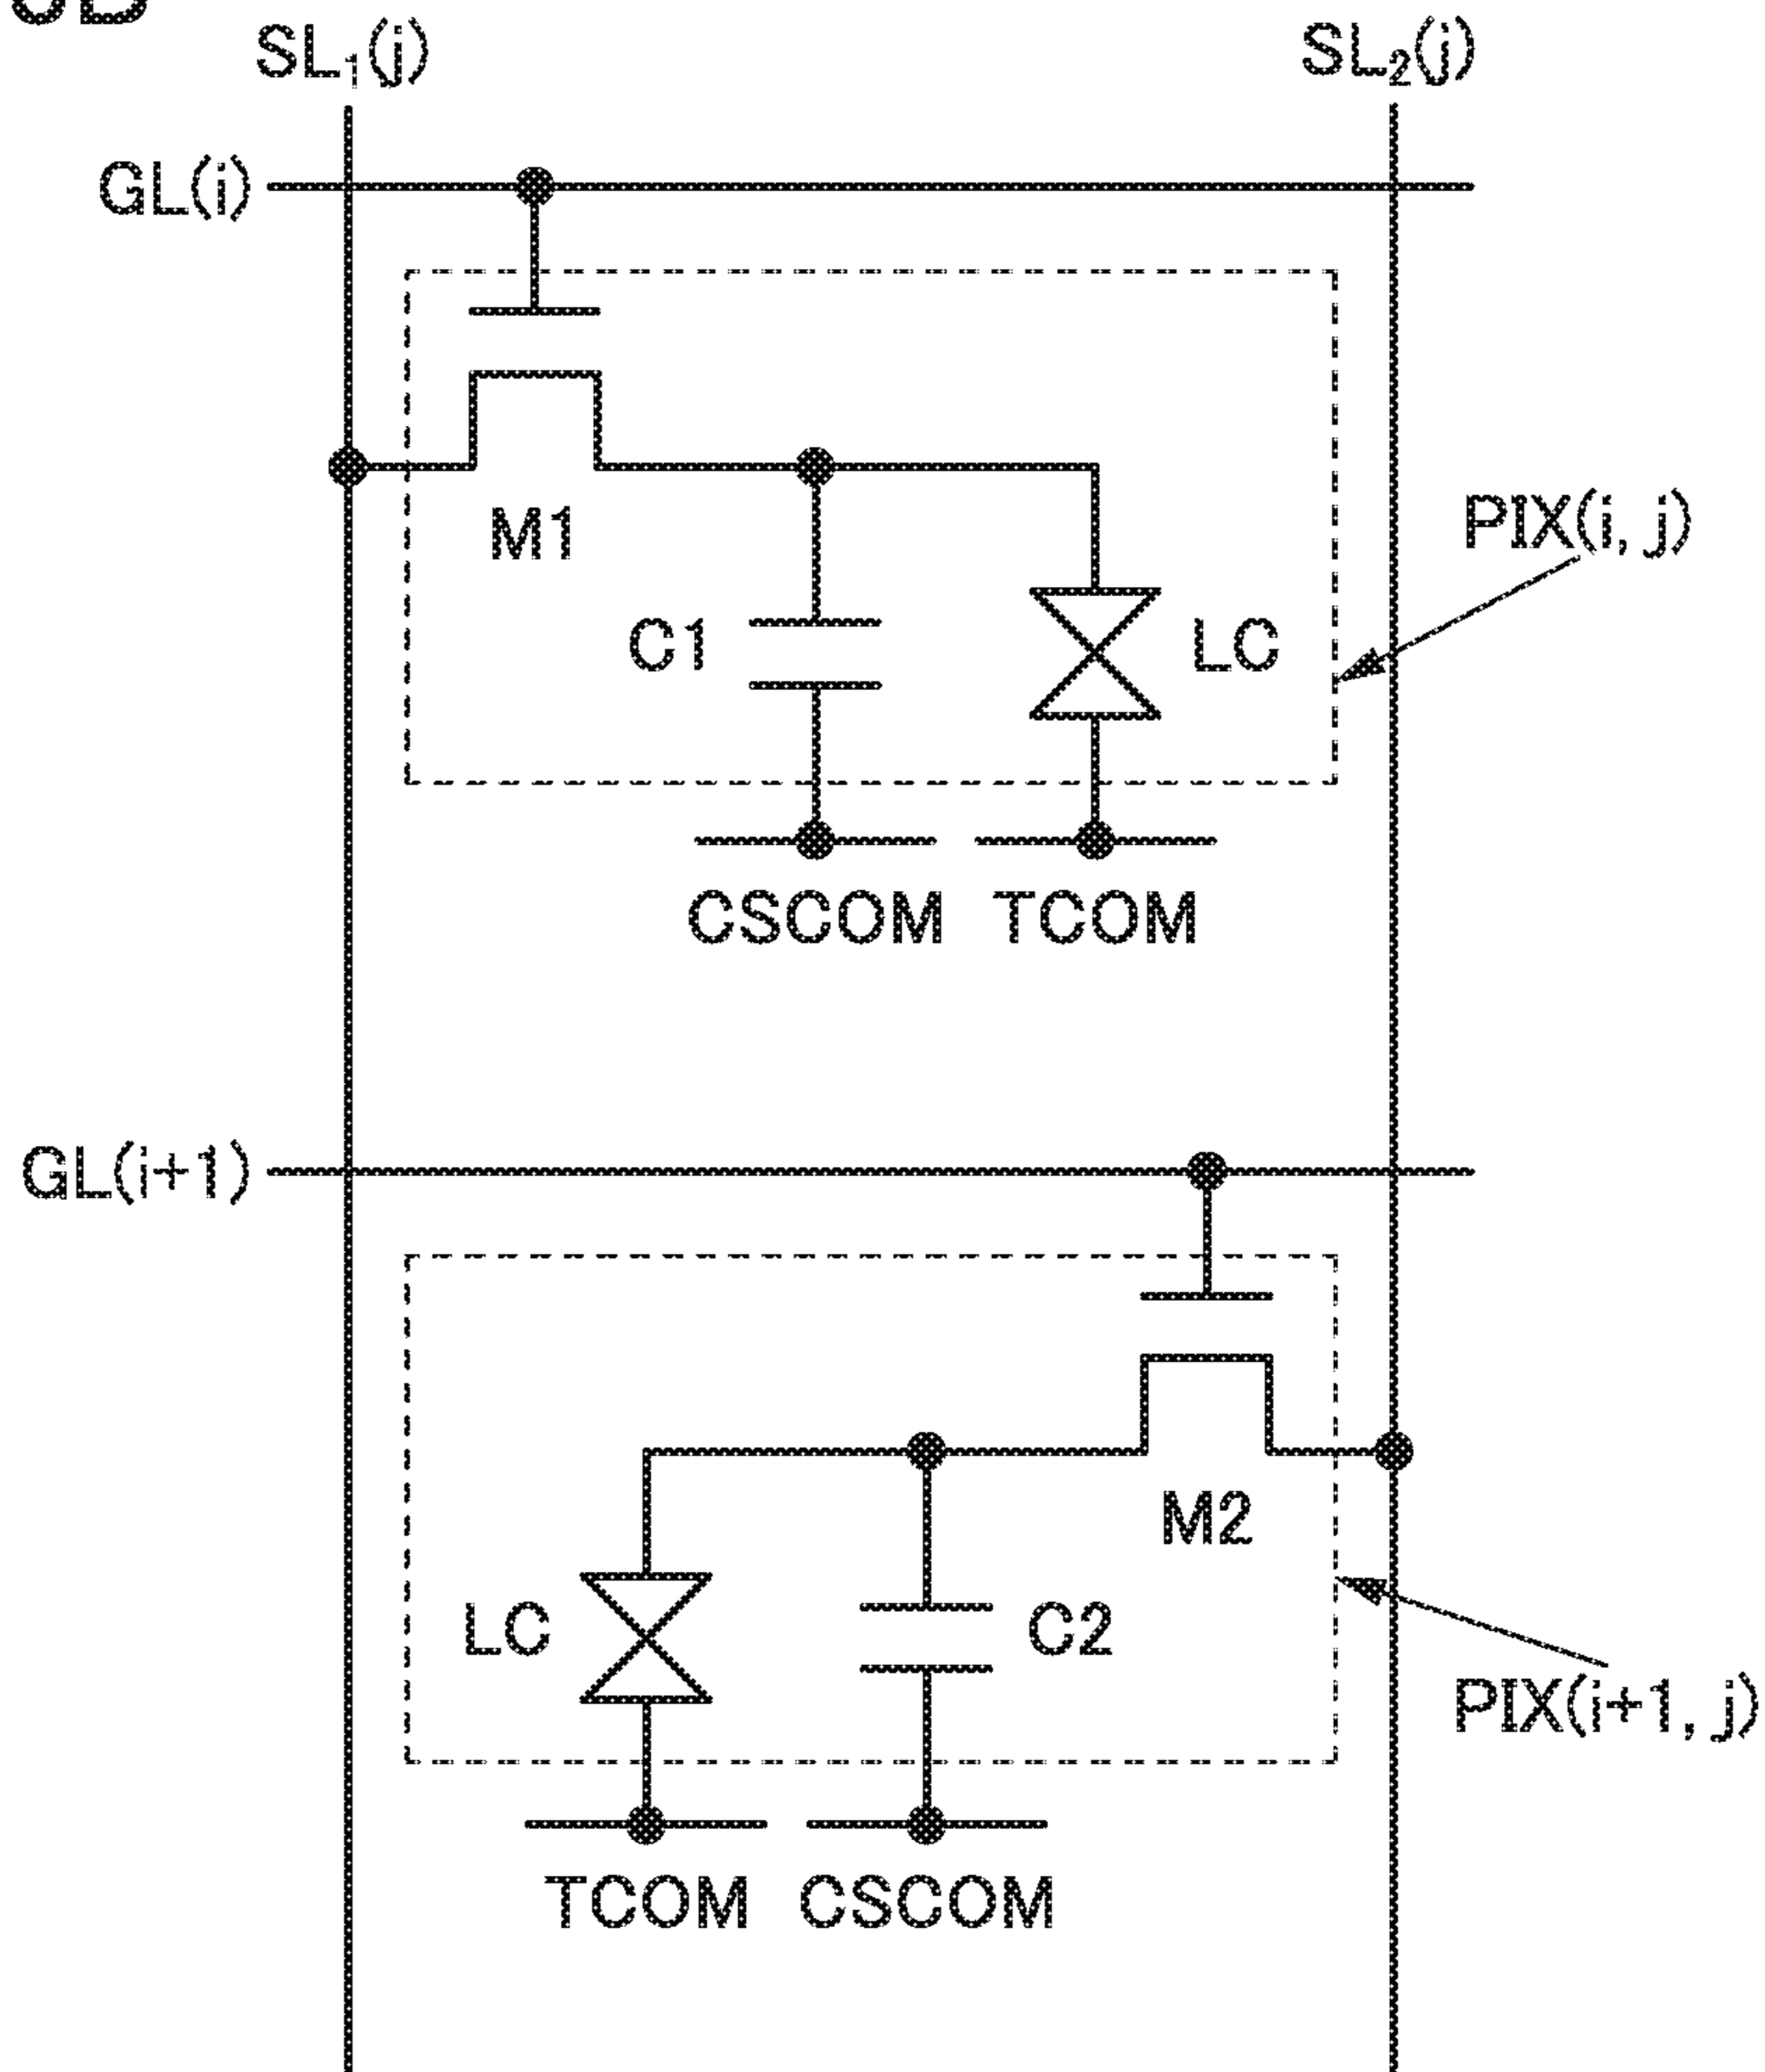 SL₁(j) SL₂(j)
GL(i)
M1
PIX(i, j)
C1 LC
CSCOM TCOM
GL(i+1)
M2
LC C2
PIX(i+1, j)
TCOM CSCOM